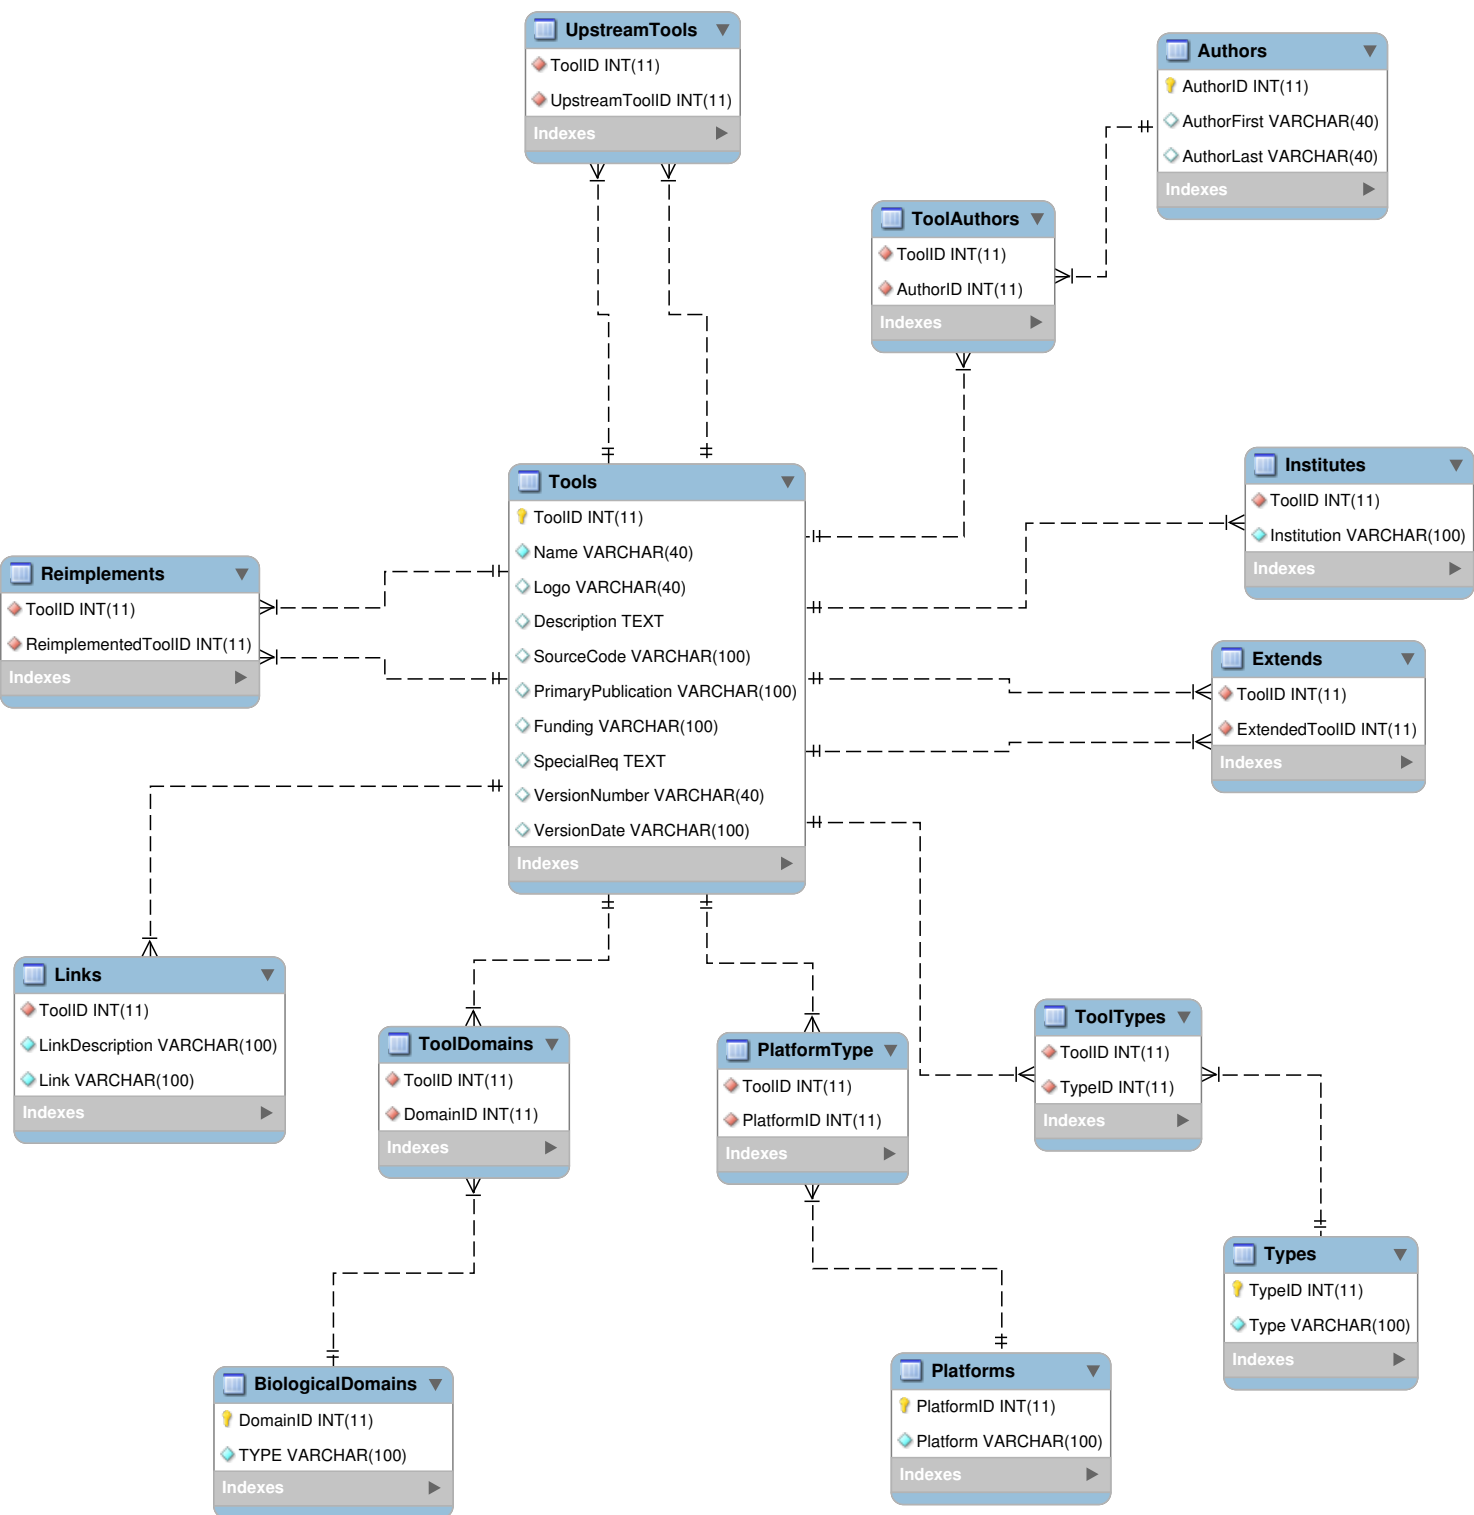 UpstreamTools
ToolID INT(11)
UpstreamToolID INT(11)
Indexes
Authors
AuthorID INT(11)
AuthorFirst VARCHAR(40)
AuthorLast VARCHAR(40)
Indexes
ToolAuthors
ToolID INT(11)
AuthorID INT(11)
Indexes
Tools
ToolID INT(11)
Name VARCHAR(40)
Logo VARCHAR(40)
Description TEXT
SourceCode VARCHAR(100)
PrimaryPublication VARCHAR(100)
Funding VARCHAR(100)
SpecialReq TEXT
VersionNumber VARCHAR(40)
VersionDate VARCHAR(100)
Indexes
Institutes
ToolID INT(11)
Institution VARCHAR(100)
Indexes
Reimplements
ToolID INT(11)
ReimplementedToolID INT(11)
Indexes
Extends
ToolID INT(11)
ExtendedToolID INT(11)
Indexes
Links
ToolID INT(11)
LinkDescription VARCHAR(100)
Link VARCHAR(100)
Indexes
ToolDomains
ToolID INT(11)
DomainID INT(11)
Indexes
PlatformType
ToolID INT(11)
PlatformID INT(11)
Indexes
ToolTypes
ToolID INT(11)
TypeID INT(11)
Indexes
Types
TypeID INT(11)
Type VARCHAR(100)
Indexes
BiologicalDomains
DomainID INT(11)
TYPE VARCHAR(100)
Indexes
Platforms
PlatformID INT(11)
Platform VARCHAR(100)
Indexes